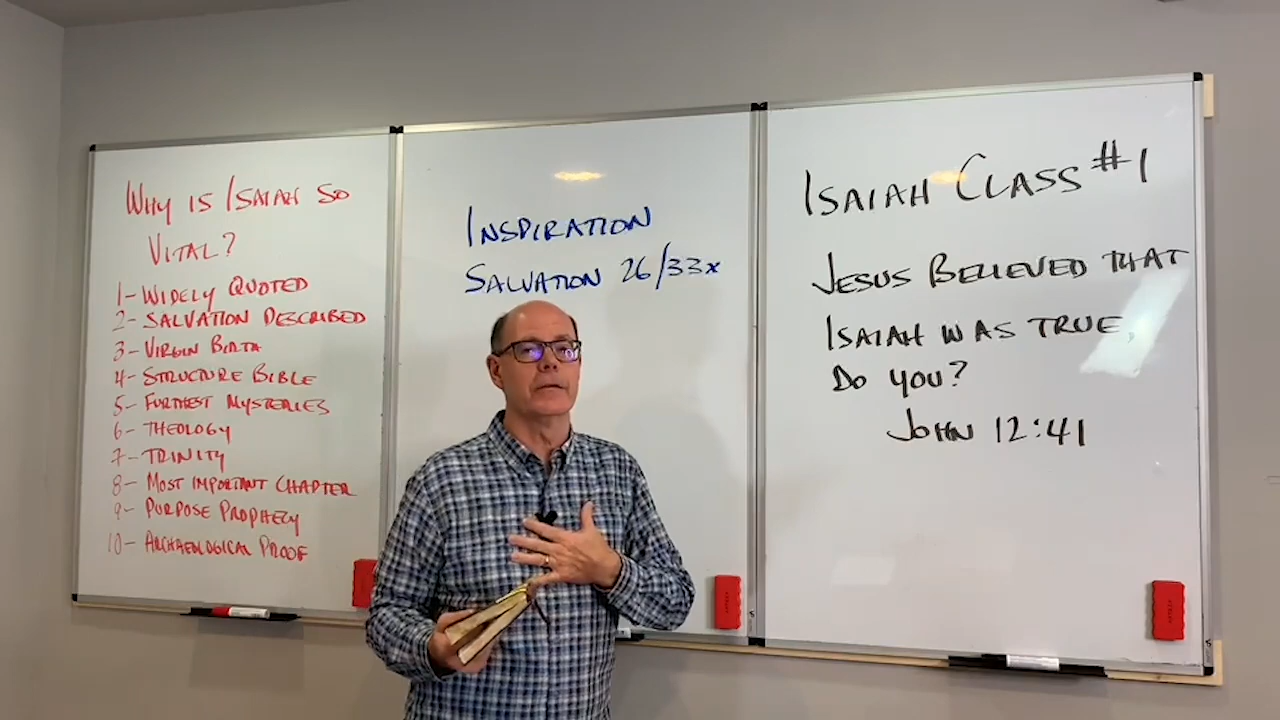 WHY IS ISAIAH SO
VITAL?
1- WIDELY QUOTED
2- SALVATION DESCRIBED
3- VIRGIN BIRTH
4- STRUCTURE BIBLE
5- FURTHEST MYSTERIES
6- THEOLOGY
7- TRINITY
8- MOST IMPORTANT CHAPTER
9- PURPOSE PROPHECY
10- ARCHAEOLOGICAL PROOF
INSPIRATION
SALVATION 26/33x
ISAIAH CLASS #1
JESUS BELIEVED THAT
ISAIAH WAS TRUE,
DO YOU?
JOHN 12:41